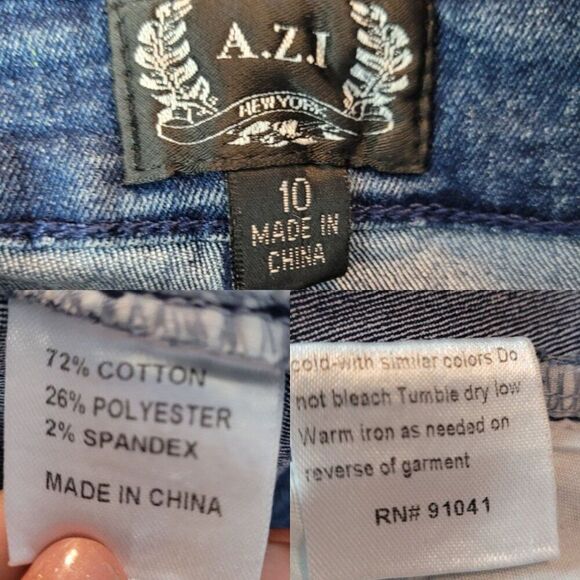 A.Z.I
NEW YORK
10
MADE IN
CHINA
72% COTTON
26% POLYESTER
2% SPANDEX
MADE IN CHINA
cold-with similar colors Do
not bleach Tumble dry low
Warm iron as needed on
reverse of garment
RN# 91041